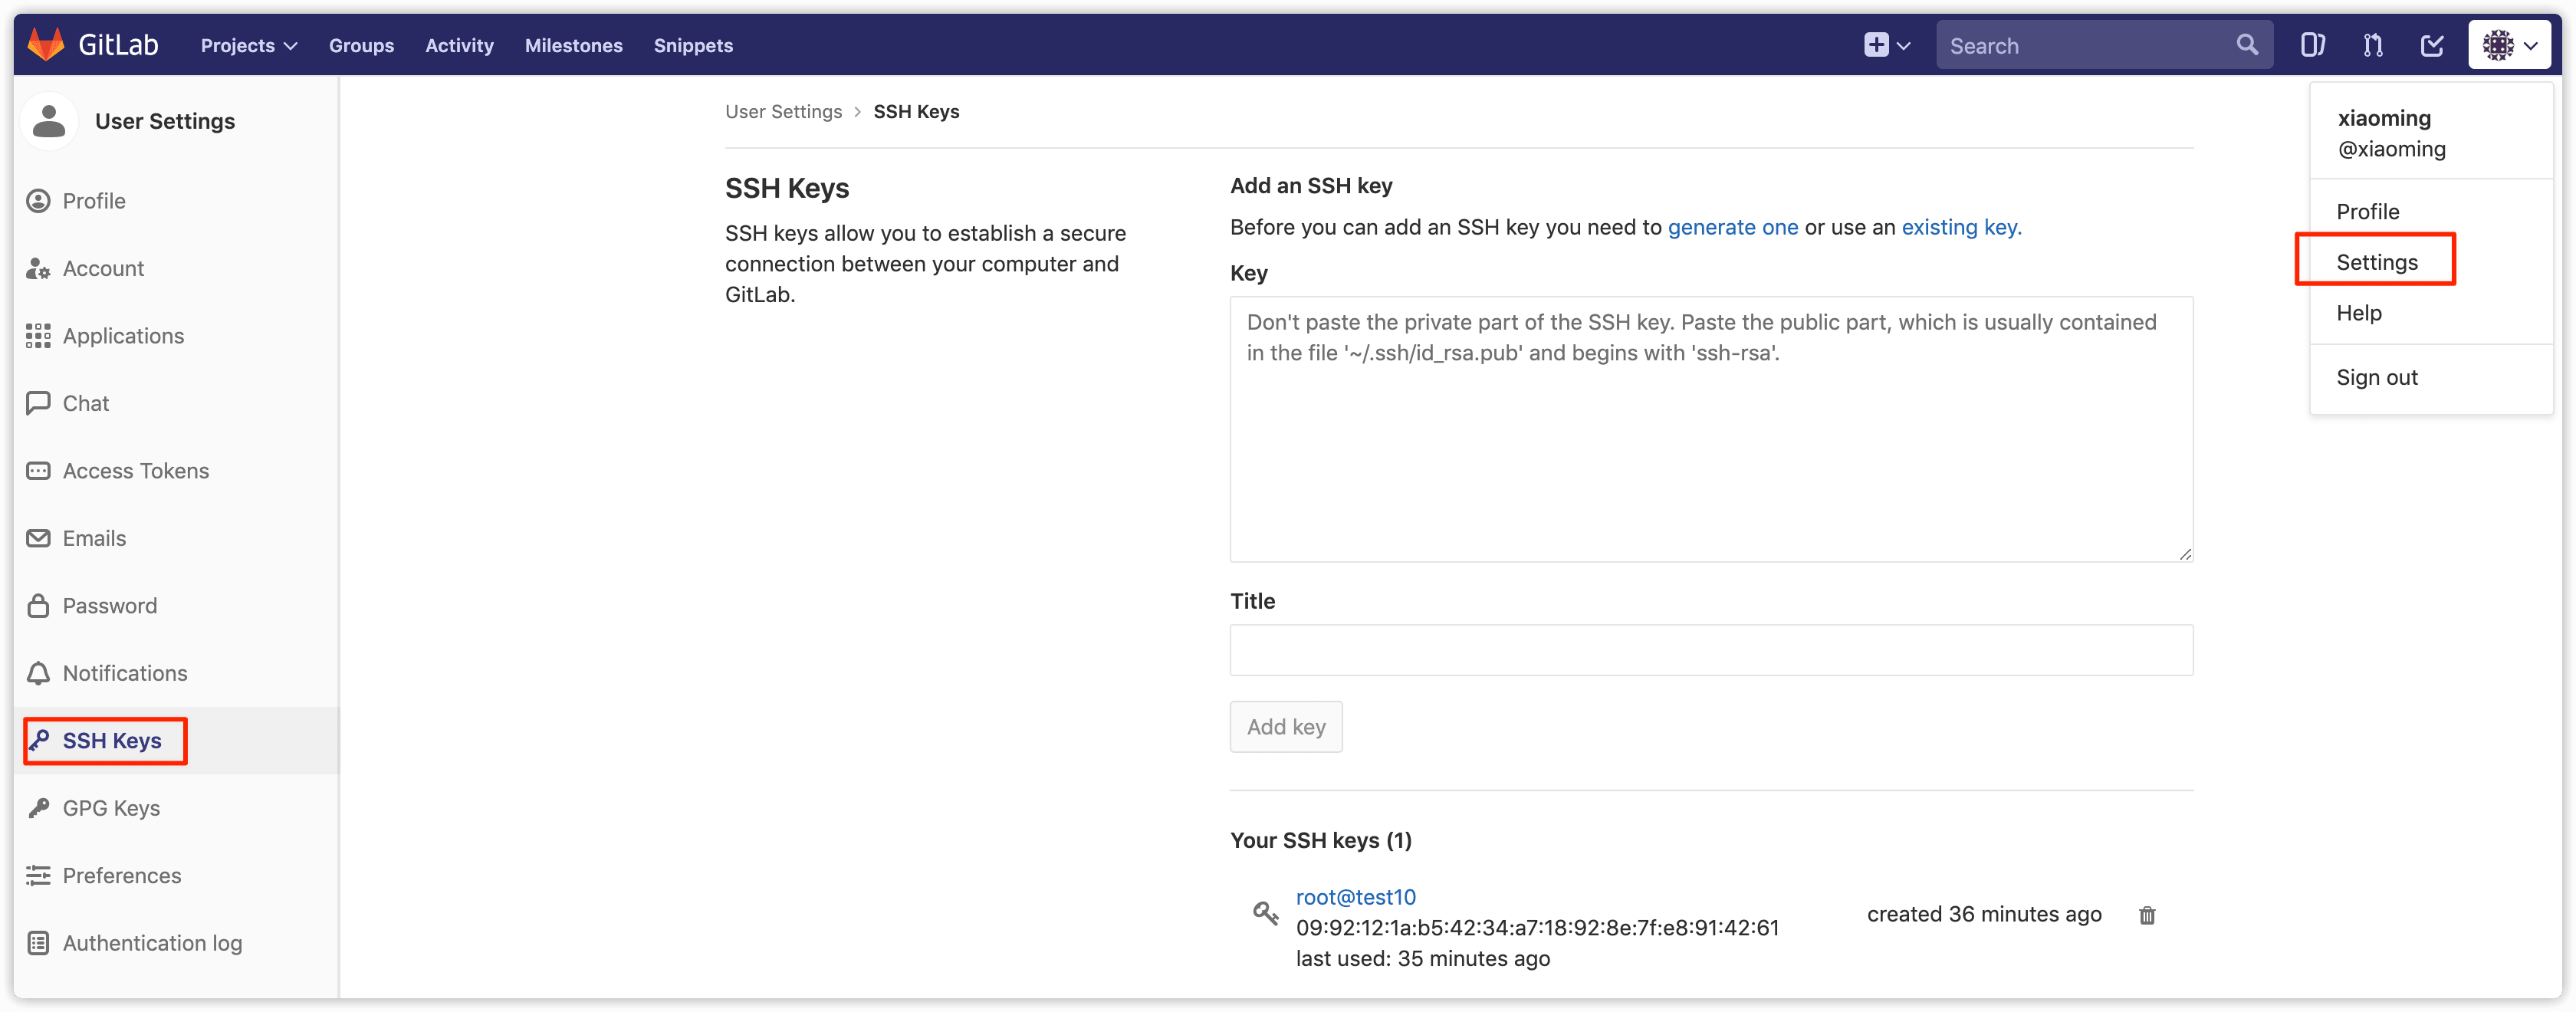 GitLab Projects Groups Activity Milestones Snippets Search
User Settings
Profile
Account
Applications
Chat
Access Tokens
Emails
Password
Notifications
SSH Keys
GPG Keys
Preferences
Authentication log
User Settings > SSH Keys
SSH Keys
SSH keys allow you to establish a secure
connection between your computer and
GitLab.
Add an SSH key
Before you can add an SSH key you need to generate one or use an existing key.
Key
Don't paste the private part of the SSH key. Paste the public part, which is usually contained
in the file '~/.ssh/id_rsa.pub' and begins with 'ssh-rsa'.
Title
Add key
Your SSH keys (1)
root@test10
09:92:12:1a:b5:42:34:a7:18:92:8e:7f:e8:91:42:61
last used: 35 minutes ago
created 36 minutes ago
xiaoming
@xiaoming
Profile
Settings
Help
Sign out